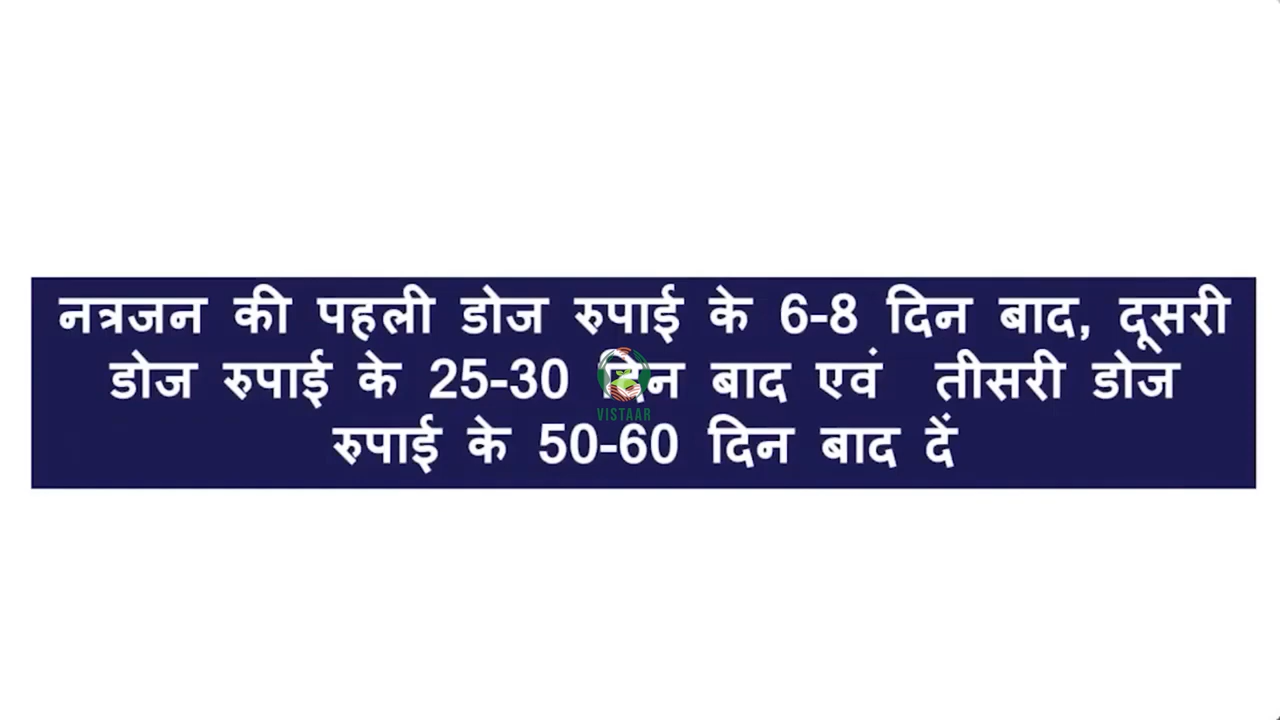 नत्रजन की पहली डोज रुपाई के 6-8 दिन बाद, दूसरी
डोज रुपाई के 25-30 दिन बाद एवं तीसरी डोज
VISTAAR
रुपाई के 50-60 दिन बाद दें